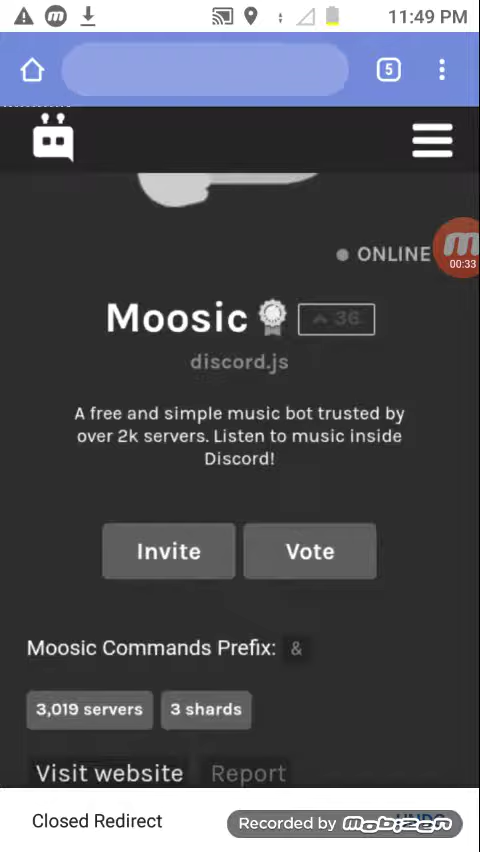 11:49 PM
5
ONLINE
00:33
Moosic
36
discord.js
A free and simple music bot trusted by
over 2k servers. Listen to music inside
Discord!
Invite
Vote
Moosic Commands Prefix: &
3,019 servers
3 shards
Visit website
Report
Closed Redirect
UNDO
Recorded by mobizen